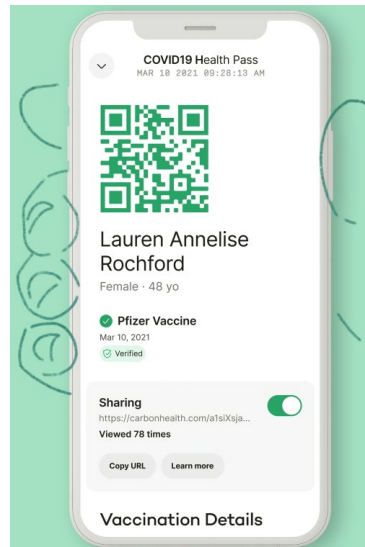 COVID19 Health Pass
MAR 10 2021 09:28:13 AM
Lauren Annelise
Rochford
Female · 48 yo
Pfizer Vaccine
Mar 10, 2021
Verified
Sharing
https://carbonhealth.com/a1siXsja...
Viewed 78 times
Copy URL Learn more
Vaccination Details